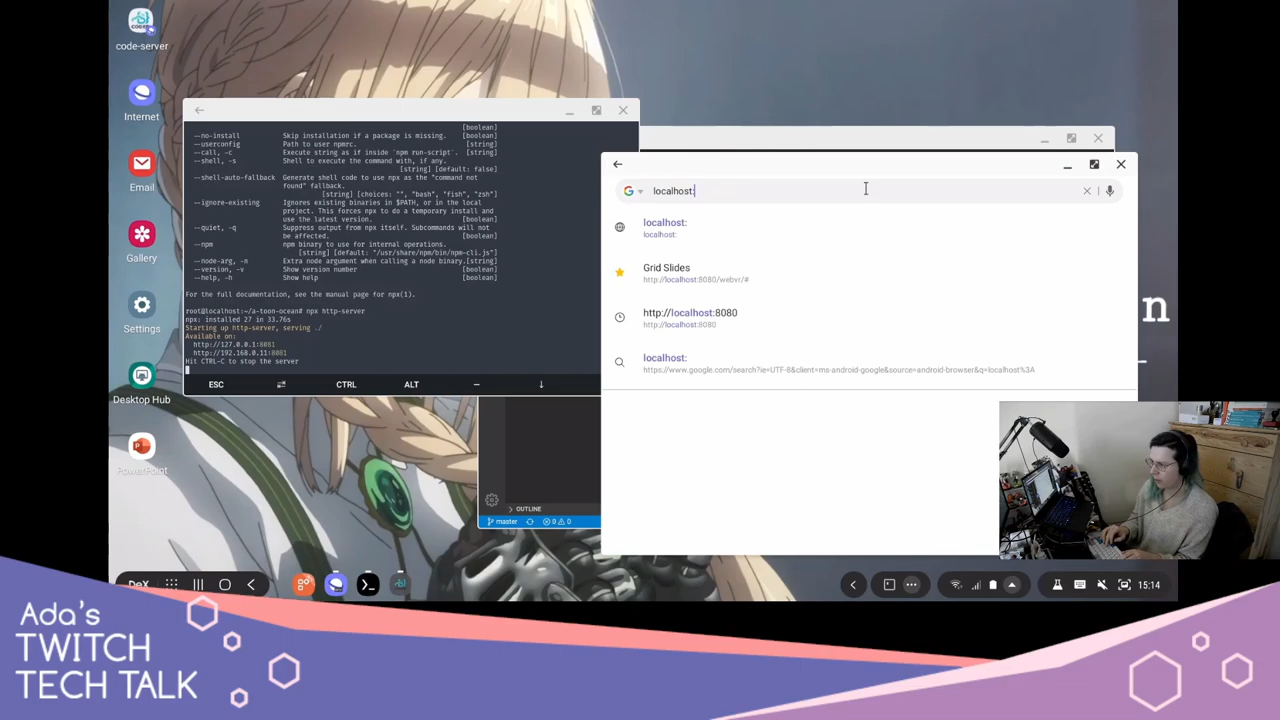 code-server
Internet
Email
Gallery
Settings
Desktop Hub
PowerPoint
[boolean]
--no-install Skip installation if a package is missing. [boolean]
--userconfig Path to user npmrc. [string]
--call, -c Execute string as if inside `npm run-script`. [string]
--shell, -s Shell to execute the command with, if any.
[string] [default: false]
--shell-auto-fallback Generate shell code to use npx as the "command not
found" fallback.
[string] [choices: "", "bash", "fish", "zsh"]
--ignore-existing Ignores existing binaries in $PATH, or in the local
project. This forces npx to do a temporary install and
use the latest version. [boolean]
--quiet, -q Suppress output from npx itself. Subcommands will not
be affected. [boolean]
--npm npm binary to use for internal operations.
[string] [default: "/usr/share/npm/bin/npm-cli.js"]
--node-arg, -n Extra node argument when calling a node binary. [string]
--version, -v Show version number [boolean]
--help, -h Show help [boolean]
For the full documentation, see the manual page for npx(1).
root@localhost:~/a-toon-ocean# npx http-server
npx: installed 27 in 33.76s
Starting up http-server, serving ./
Available on:
http://127.0.0.1:8081
http://192.168.0.11:8081
Hit CTRL-C to stop the server
ESC CTRL ALT
localhost:
localhost:
localhost:
Grid Slides
http://localhost:8080/webvr/#
http://localhost:8080
http://localhost:8080
localhost:
https://www.google.com/search?ie=UTF-8&client=ms-android-google&source=android-browser&q=localhost%3A
OUTLINE
master 0 0
DeX
15:14
Ada's
TWITCH
TECH TALK